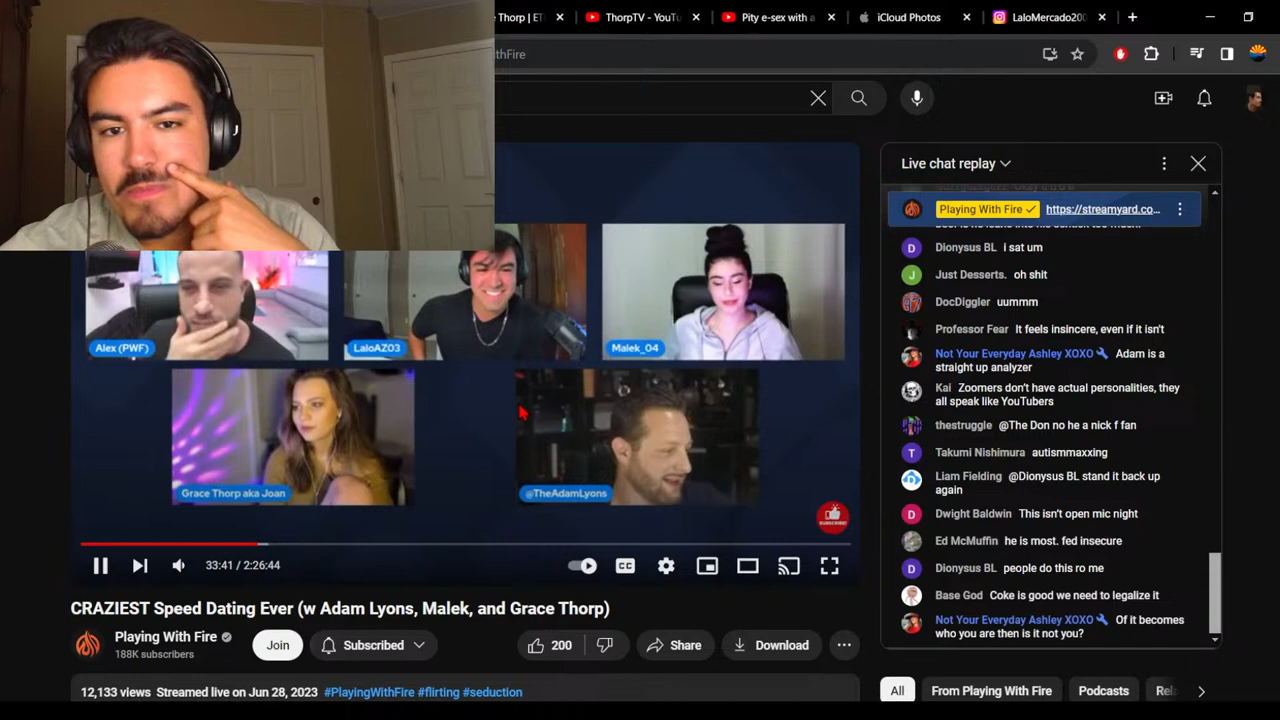 e Thorp | ET
ThorpTV - YouTu
Pity e-sex with a
iCloud Photos
LaloMercado200
ithFire
Live chat replay
Playing With Fire https://streamyard.co...
Dionysus BL i sat um
Just Desserts. oh shit
DocDiggler uuummm
Professor Fear It feels insincere, even if it isn't
Not Your Everyday Ashley XOXO Adam is a
straight up analyzer
Kai Zoomers don't have actual personalities, they
all speak like YouTubers
thestruggle @The Don no he a nick f fan
Takumi Nishimura autismmaxxing
Liam Fielding @Dionysus BL stand it back up
again
Dwight Baldwin This isn't open mic night
Ed McMuffin he is most. fed insecure
Dionysus BL people do this ro me
Base God Coke is good we need to legalize it
Not Your Everyday Ashley XOXO Of it becomes
who you are then is it not you?
Alex (PWF)
LaloAZ03
Malek_04
Grace Thorp aka Joan
@TheAdamLyons
33:41 / 2:26:44
CC
CRAZIEST Speed Dating Ever (w Adam Lyons, Malek, and Grace Thorp)
Playing With Fire
188K subscribers
Join
Subscribed
200
Share
Download
12,133 views Streamed live on Jun 28, 2023 #PlayingWithFire #flirting #seduction
All
From Playing With Fire
Podcasts
Rel